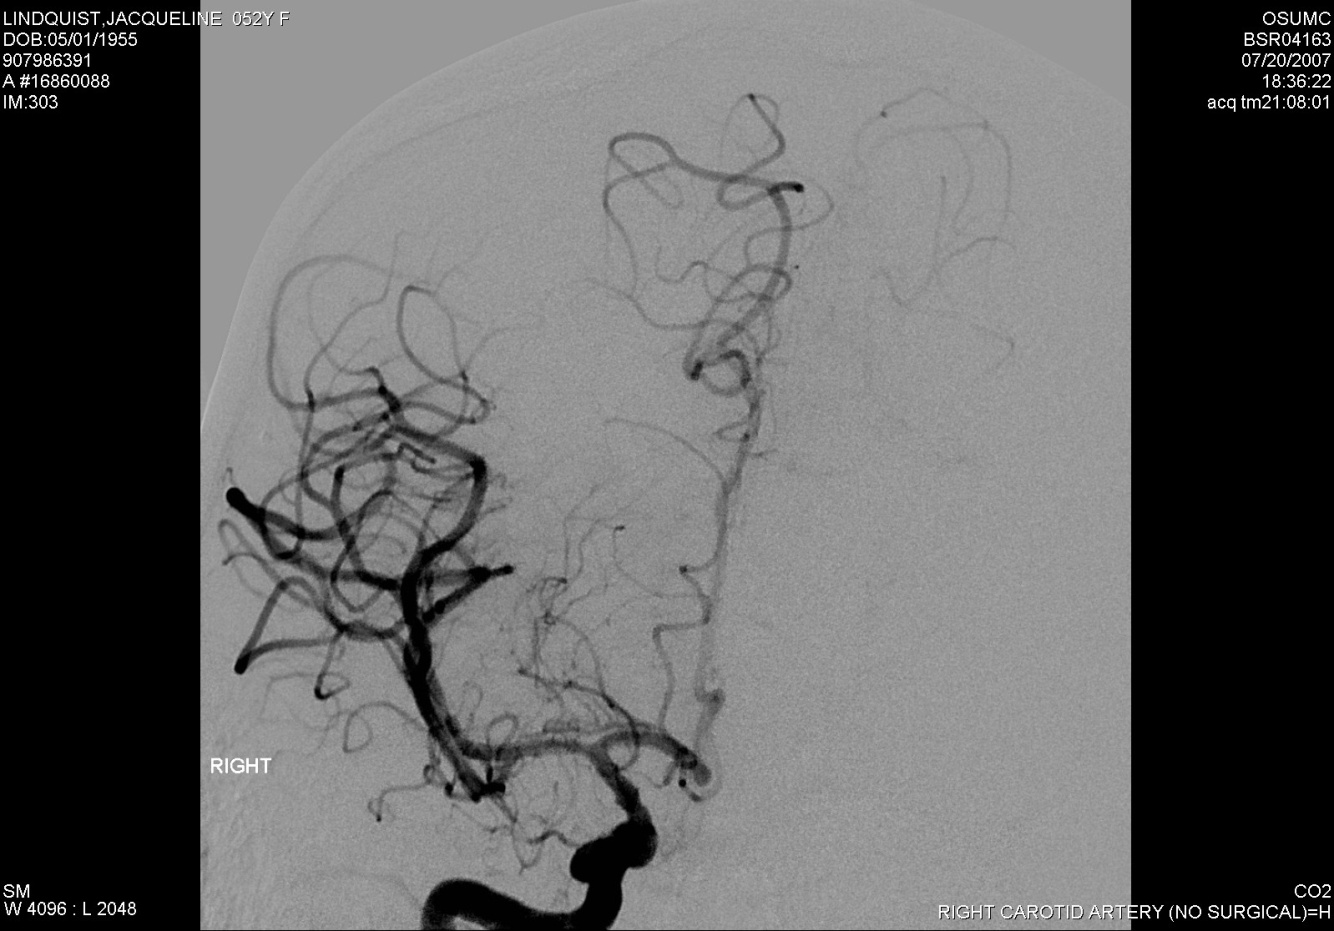 LINDQUIST,JACQUELINE 052Y F
DOB:05/01/1955
907986391
A #16860088
IM:303
OSUMC
BSR04163
07/20/2007
18:36:22
acq tm21:08:01
RIGHT
SM
W 4096 : L 2048
CO2
RIGHT CAROTID ARTERY (NO SURGICAL)=H